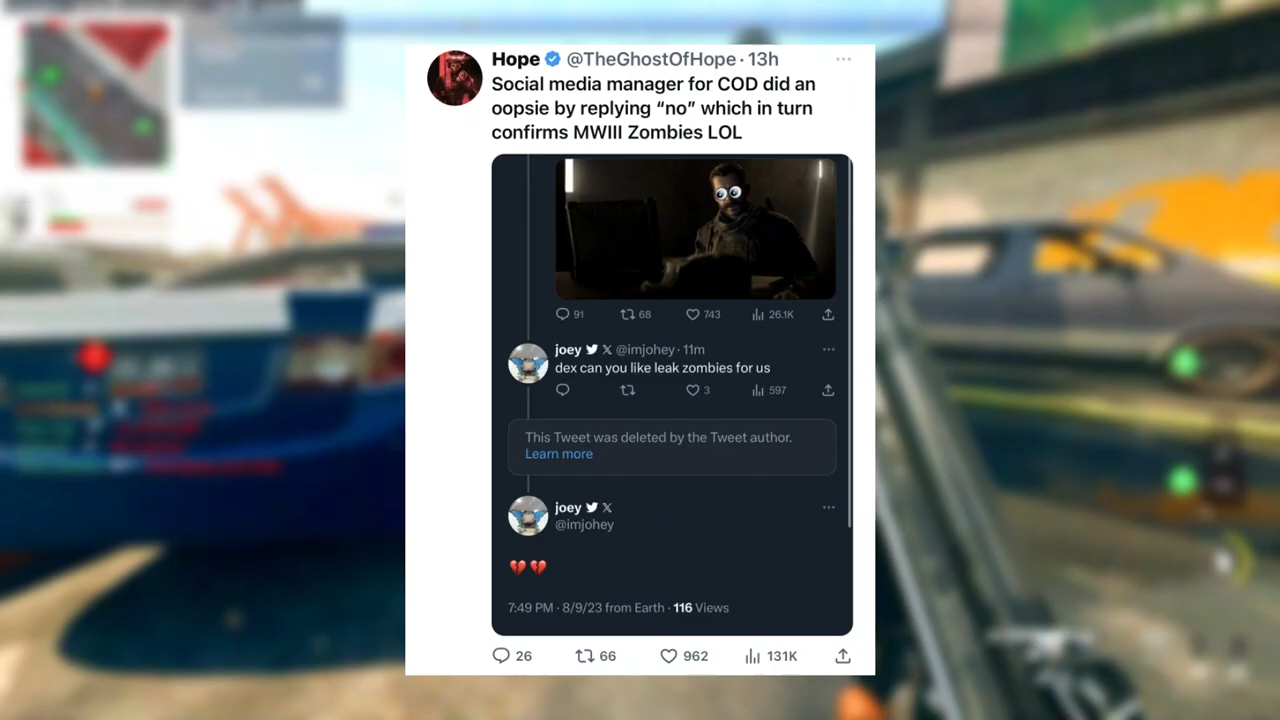 Hope @TheGhostOfHope · 13h
Social media manager for COD did an
oopsie by replying “no” which in turn
confirms MWIII Zombies LOL
91 68 743 26.1K
joey @imjohey · 11m
dex can you like leak zombies for us
3 597
This Tweet was deleted by the Tweet author.
Learn more
joey
@imjohey
7:49 PM · 8/9/23 from Earth · 116 Views
26 66 962 131K